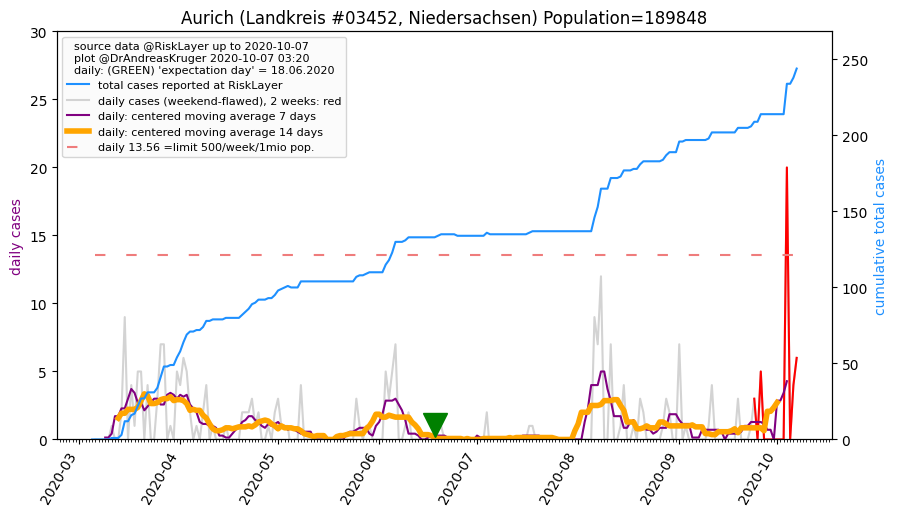 Aurich (Landkreis #03452, Niedersachsen) Population=189848
30
25
20
15
10
5
0
daily cases
source data @RiskLayer up to 2020-10-07
plot @DrAndreasKruger 2020-10-07 03:20
daily: (GREEN) 'expectation day' = 18.06.2020
total cases reported at RiskLayer
daily cases (weekend-flawed), 2 weeks: red
daily: centered moving average 7 days
daily: centered moving average 14 days
daily 13.56 =limit 500/week/1mio pop.
250
200
150
100
50
0
cumulative total cases
2020-03
2020-04
2020-05
2020-06
2020-07
2020-08
2020-09
2020-10